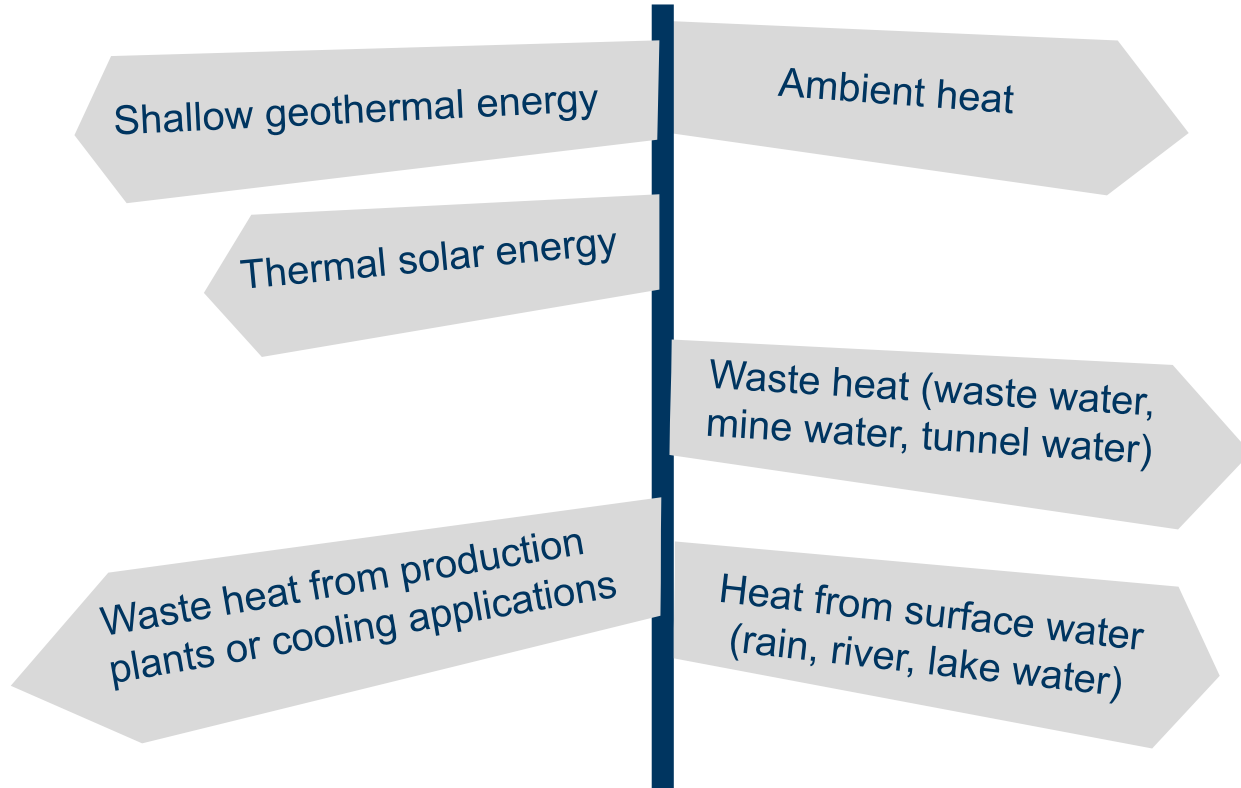 Shallow geothermal energy
Ambient heat
Thermal solar energy
Waste heat (waste water,
mine water, tunnel water)
Waste heat from production
plants or cooling applications
Heat from surface water
(rain, river, lake water)